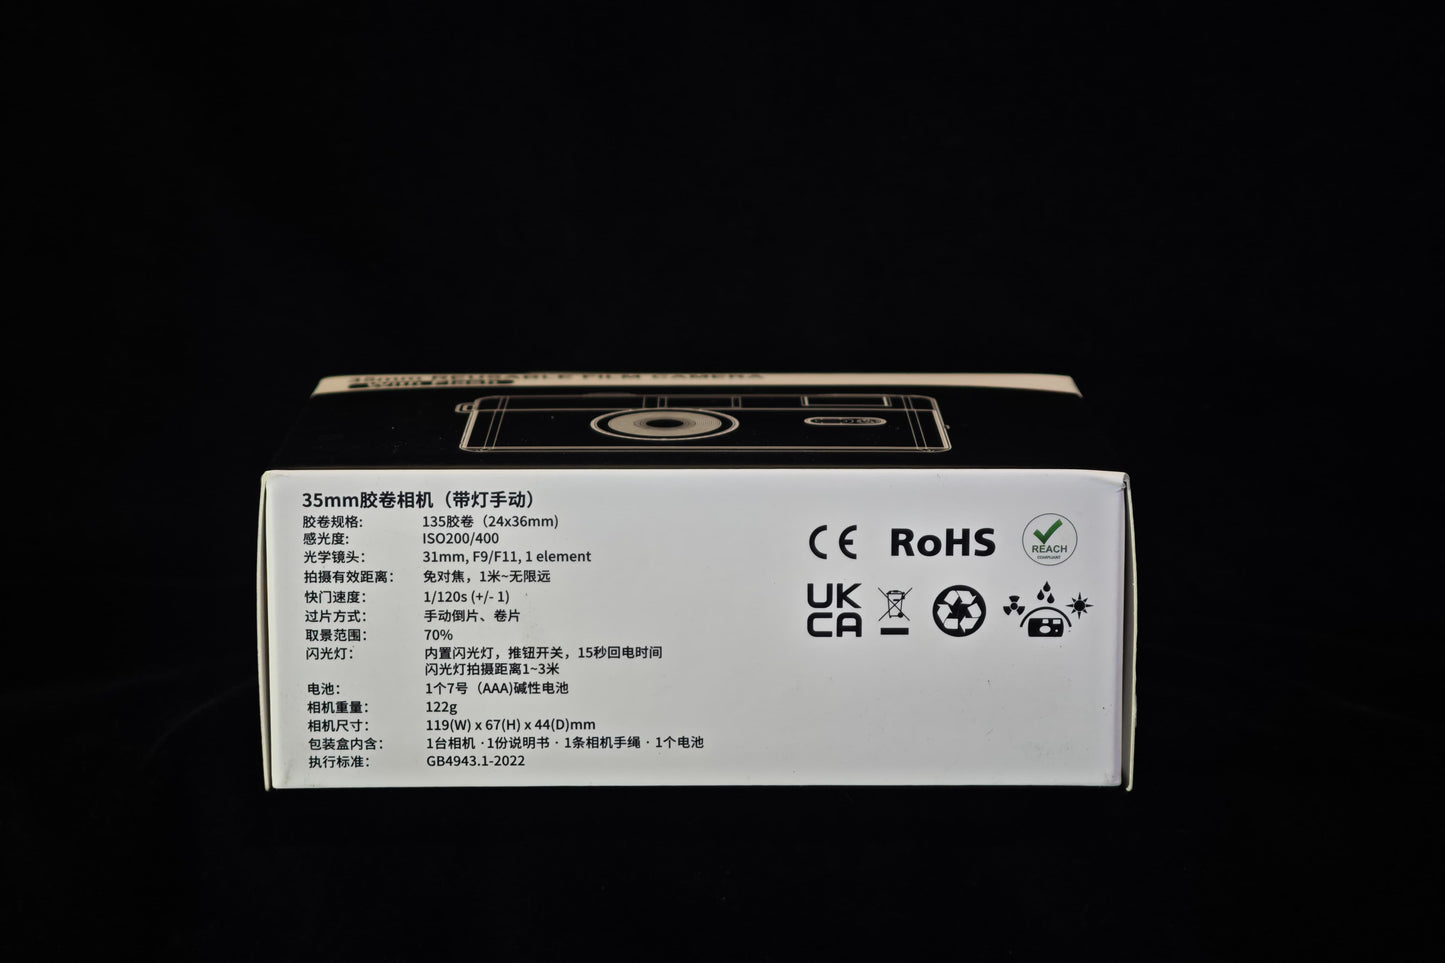 35mm REUSABLE FILM CAMERA
With Flash
35mm胶卷相机（带灯手动）
胶卷规格: 135胶卷（24x36mm)
感光度: ISO200/400
光学镜头: 31mm, F9/F11, 1 element
拍摄有效距离: 免对焦，1米~无限远
快门速度: 1/120s (+/- 1)
过片方式: 手动倒片、卷片
取景范围: 70%
闪光灯: 内置闪光灯，推钮开关，15秒回电时间
闪光灯拍摄距离1~3米
电池: 1个7号（AAA)碱性电池
相机重量: 122g
相机尺寸: 119(W) x 67(H) x 44(D)mm
包装盒内含: 1台相机 · 1份说明书 · 1条相机手绳 · 1个电池
执行标准: GB4943.1-2022
CE RoHS REACH
COMPLIANT
UK
CA